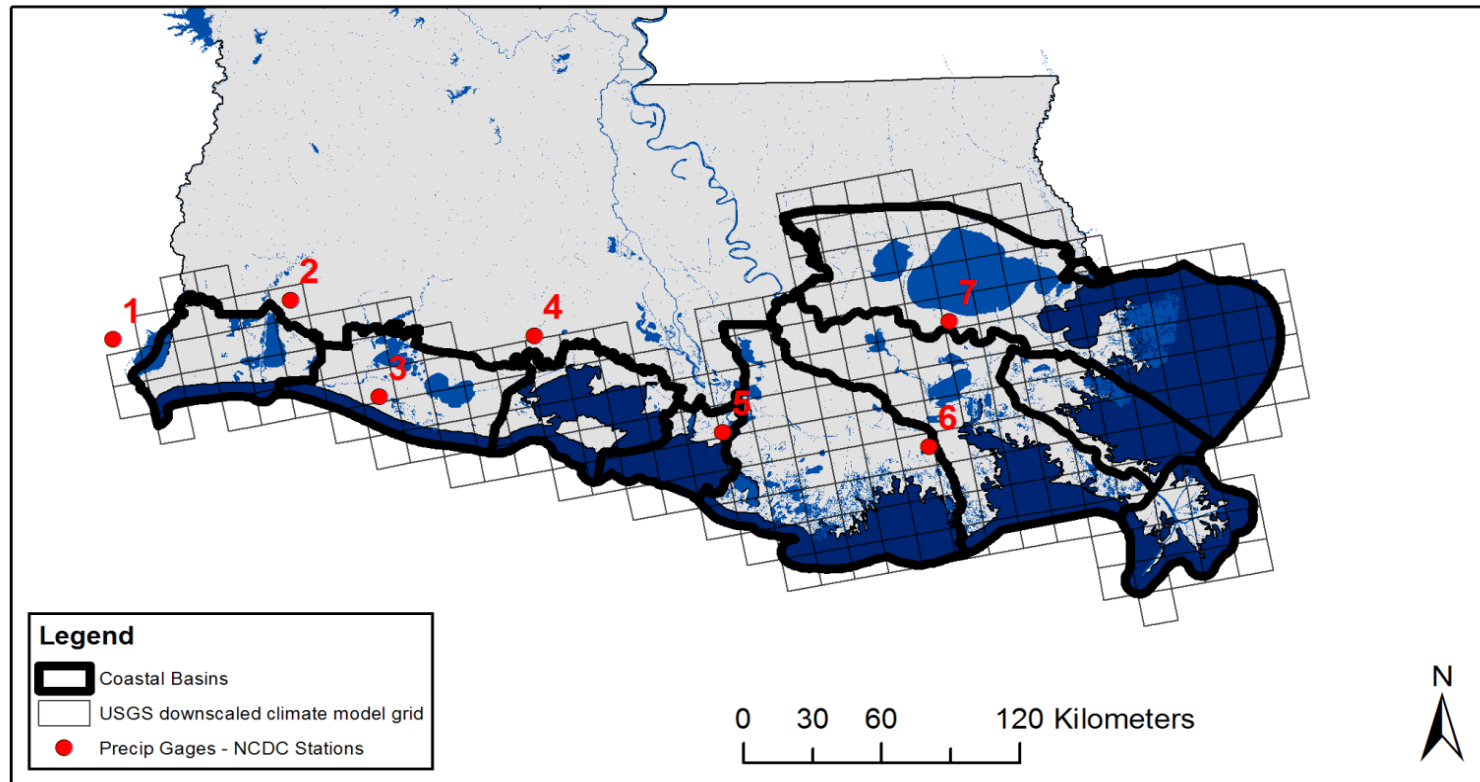 1
2
3
4
5
6
7
Legend
Coastal Basins
USGS downscaled climate model grid
Precip Gages - NCDC Stations
0 30 60 120 Kilometers
N